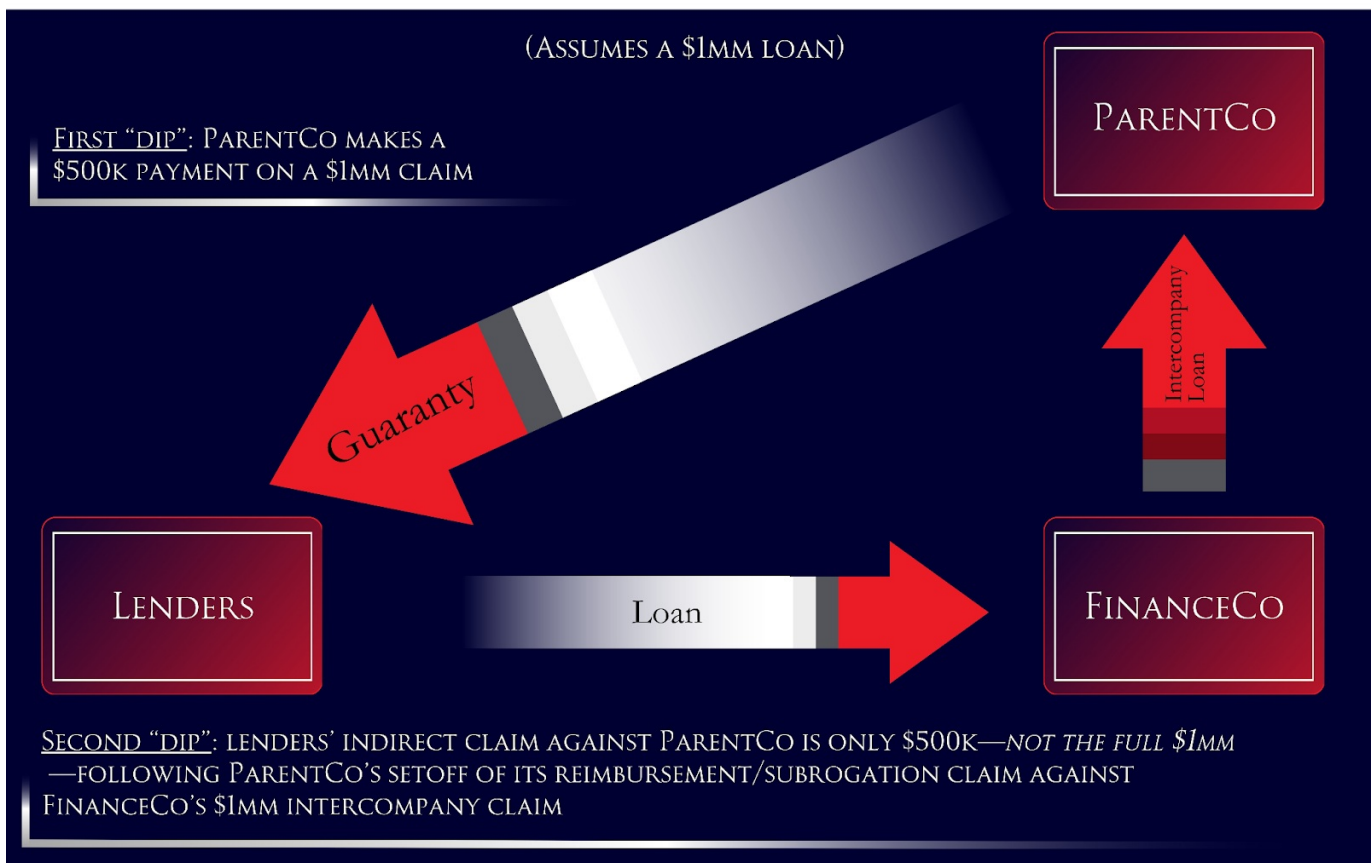 (Assumes a $1mm loan)
ParentCo
First "dip": ParentCo makes a
$500k payment on a $1mm claim
Intercompany
Loan
Guaranty
Lenders
Loan
FinanceCo
Second "dip": lenders' indirect claim against ParentCo is only $500k—not the full $1mm
—following ParentCo's setoff of its reimbursement/subrogation claim against
FinanceCo's $1mm intercompany claim